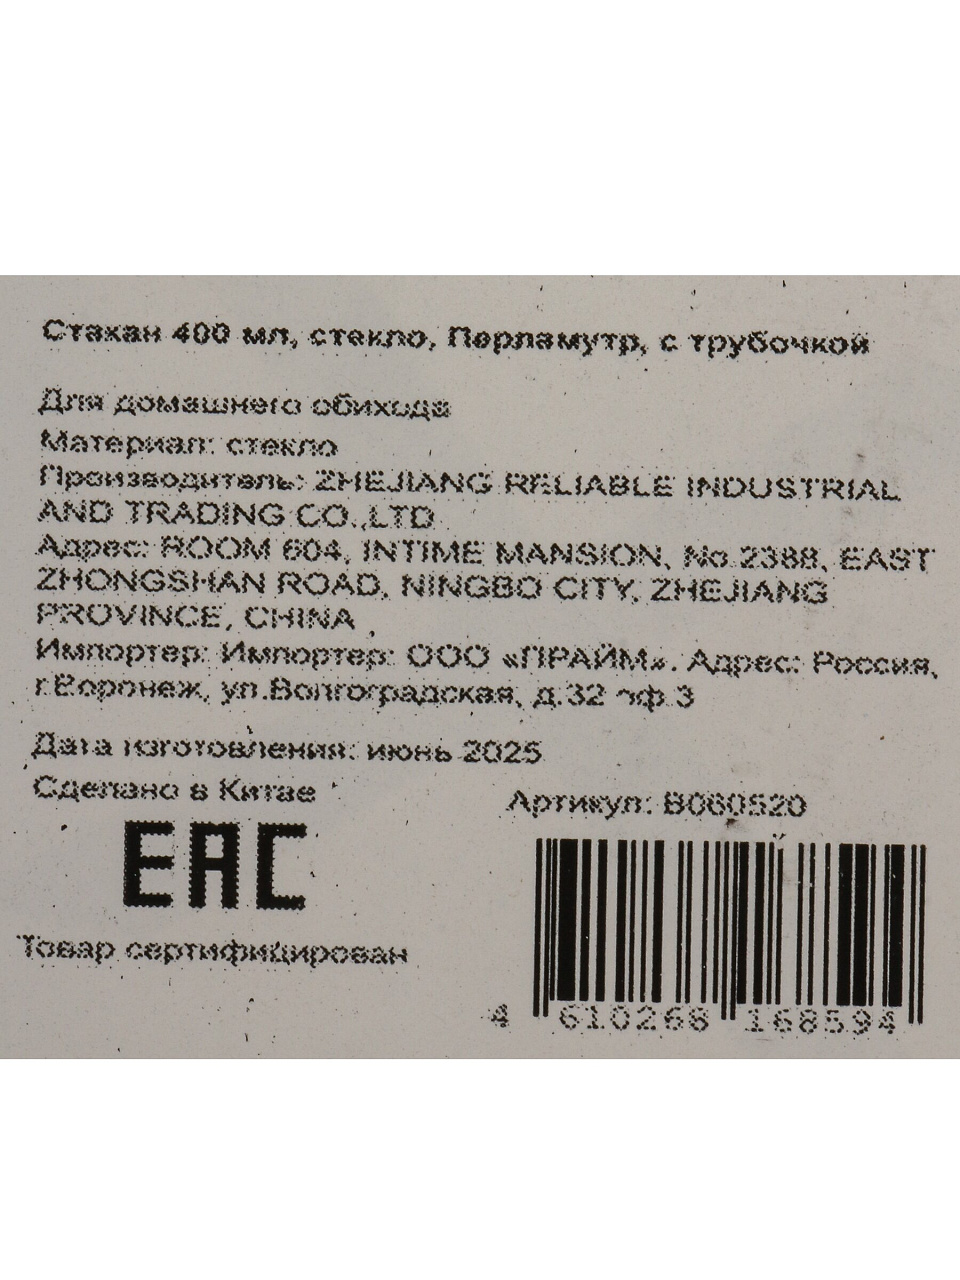 Стакан 400 мл, стекло, Перламутр, с трубочкой
Для домашнего обихода
Материал: стекло
Производитель: ZHEJIANG RELIABLE INDUSTRIAL
AND TRADING CO.,LTD
Адрес: ROOM 604, INTIME MANSION, No.2388, EAST
ZHONGSHAN ROAD, NINGBO CITY, ZHEJIANG
PROVINCE, CHINA
Импортер: Импортер: ООО «ПРАЙМ». Адрес: Россия,
г.Воронеж, ул.Волгоградская, д.32 оф.3
Дата изготовления: июнь 2025
Сделано в Китае
Артикул: B060520
EAC
Товар сертифицирован
4 610268 168594